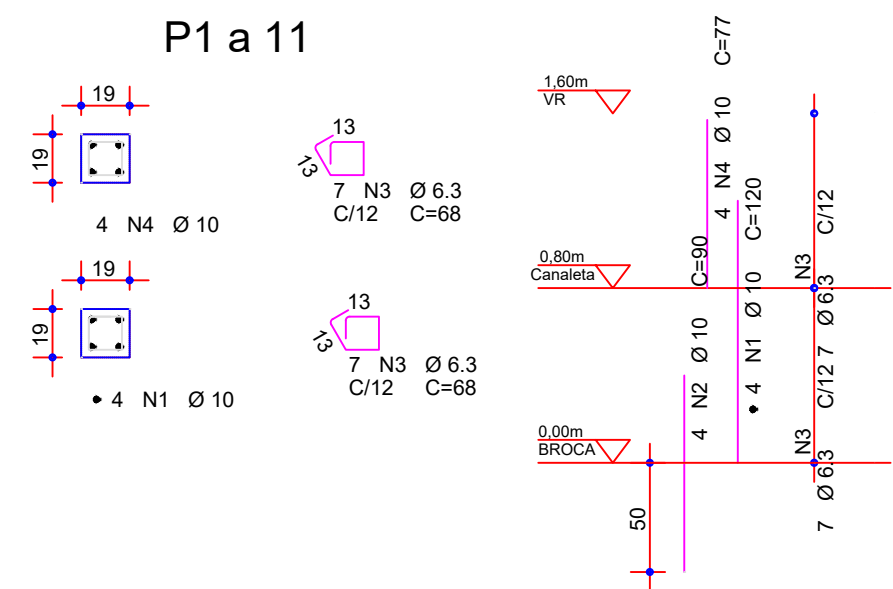 P1 a 11
19
19
4 N4 Ø 10
13
13
7 N3 Ø 6.3
C/12 C=68
19
19
4 N1 Ø 10
13
13
7 N3 Ø 6.3
C/12 C=68
1,60m
VR
0,80m
Canaleta
0,00m
BROCA
50
4 N2 Ø 10 C=90
4 N4 Ø 10 C=77
4 N1 Ø 10 C=120
7 N3 Ø 6.3 C/12
7 N3 Ø 6.3 C/12